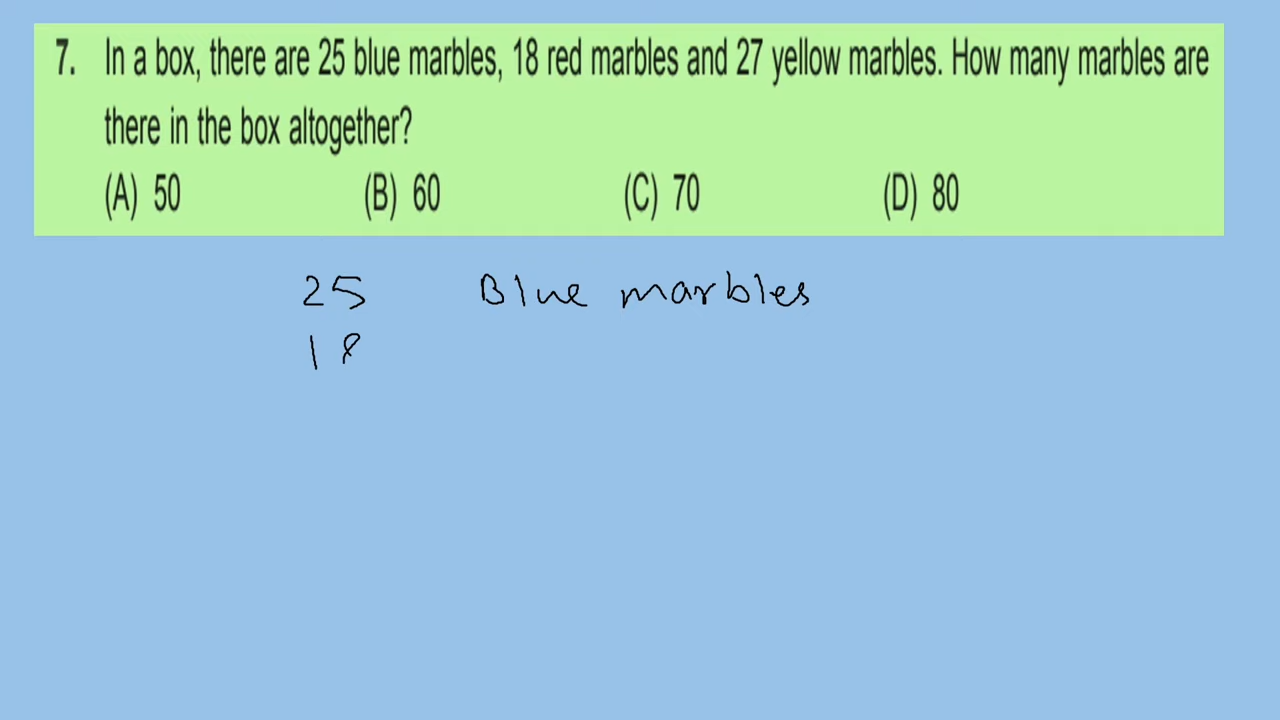 7. In a box, there are 25 blue marbles, 18 red marbles and 27 yellow marbles. How many marbles are
there in the box altogether?
(A) 50 (B) 60 (C) 70 (D) 80
25 Blue marbles
18